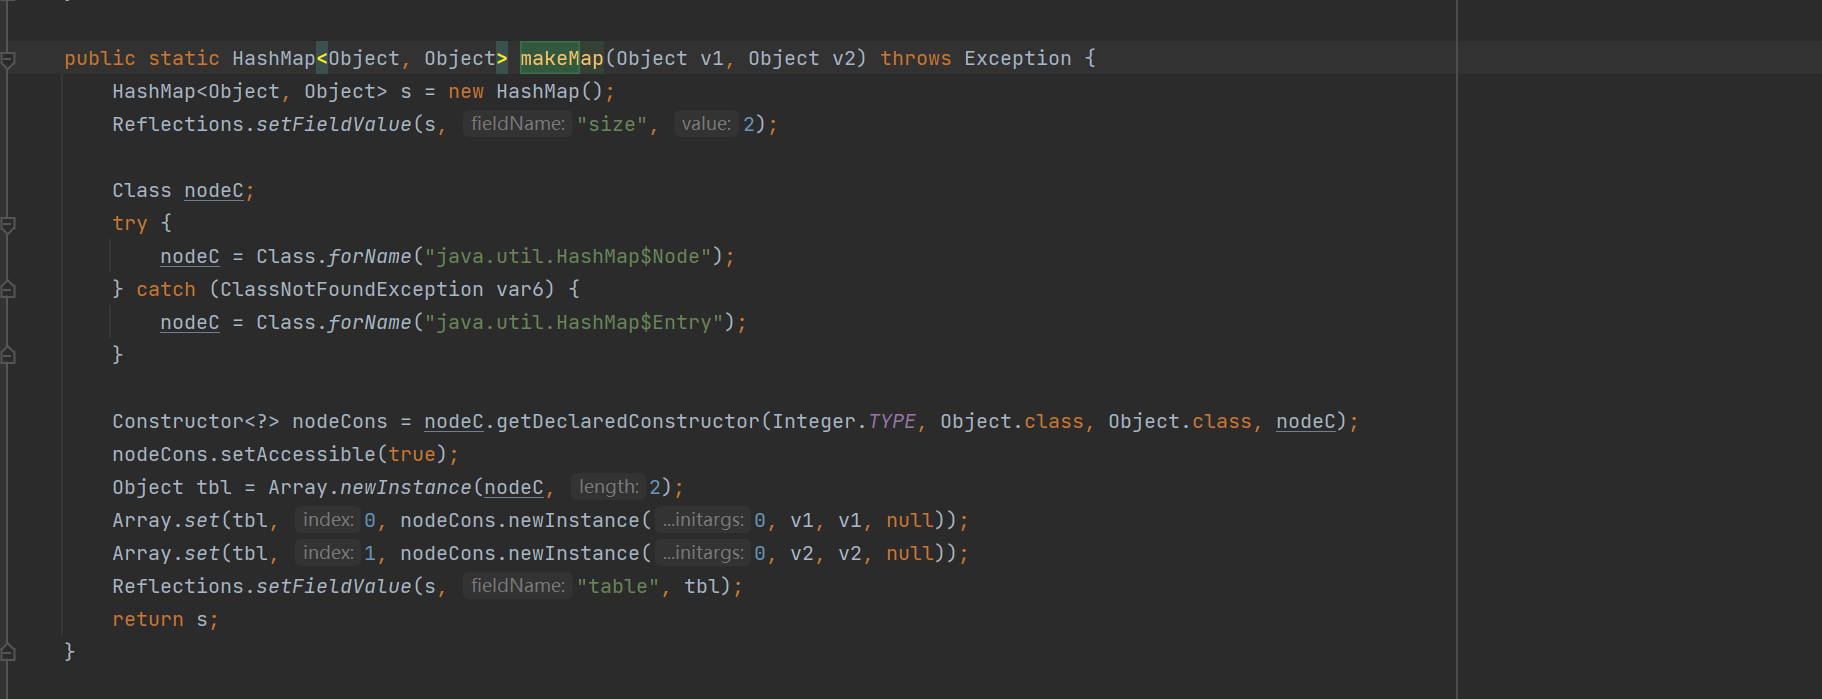 public static HashMap<Object, Object> makeMap(Object v1, Object v2) throws Exception {
HashMap<Object, Object> s = new HashMap();
Reflections.setFieldValue(s, fieldName: "size", value: 2);
Class nodeC;
try {
nodeC = Class.forName("java.util.HashMap$Node");
} catch (ClassNotFoundException var6) {
nodeC = Class.forName("java.util.HashMap$Entry");
}
Constructor<?> nodeCons = nodeC.getDeclaredConstructor(Integer.TYPE, Object.class, Object.class, nodeC);
nodeCons.setAccessible(true);
Object tbl = Array.newInstance(nodeC, length: 2);
Array.set(tbl, index: 0, nodeCons.newInstance( ...initargs: 0, v1, v1, null));
Array.set(tbl, index: 1, nodeCons.newInstance( ...initargs: 0, v2, v2, null));
Reflections.setFieldValue(s, fieldName: "table", tbl);
return s;
}